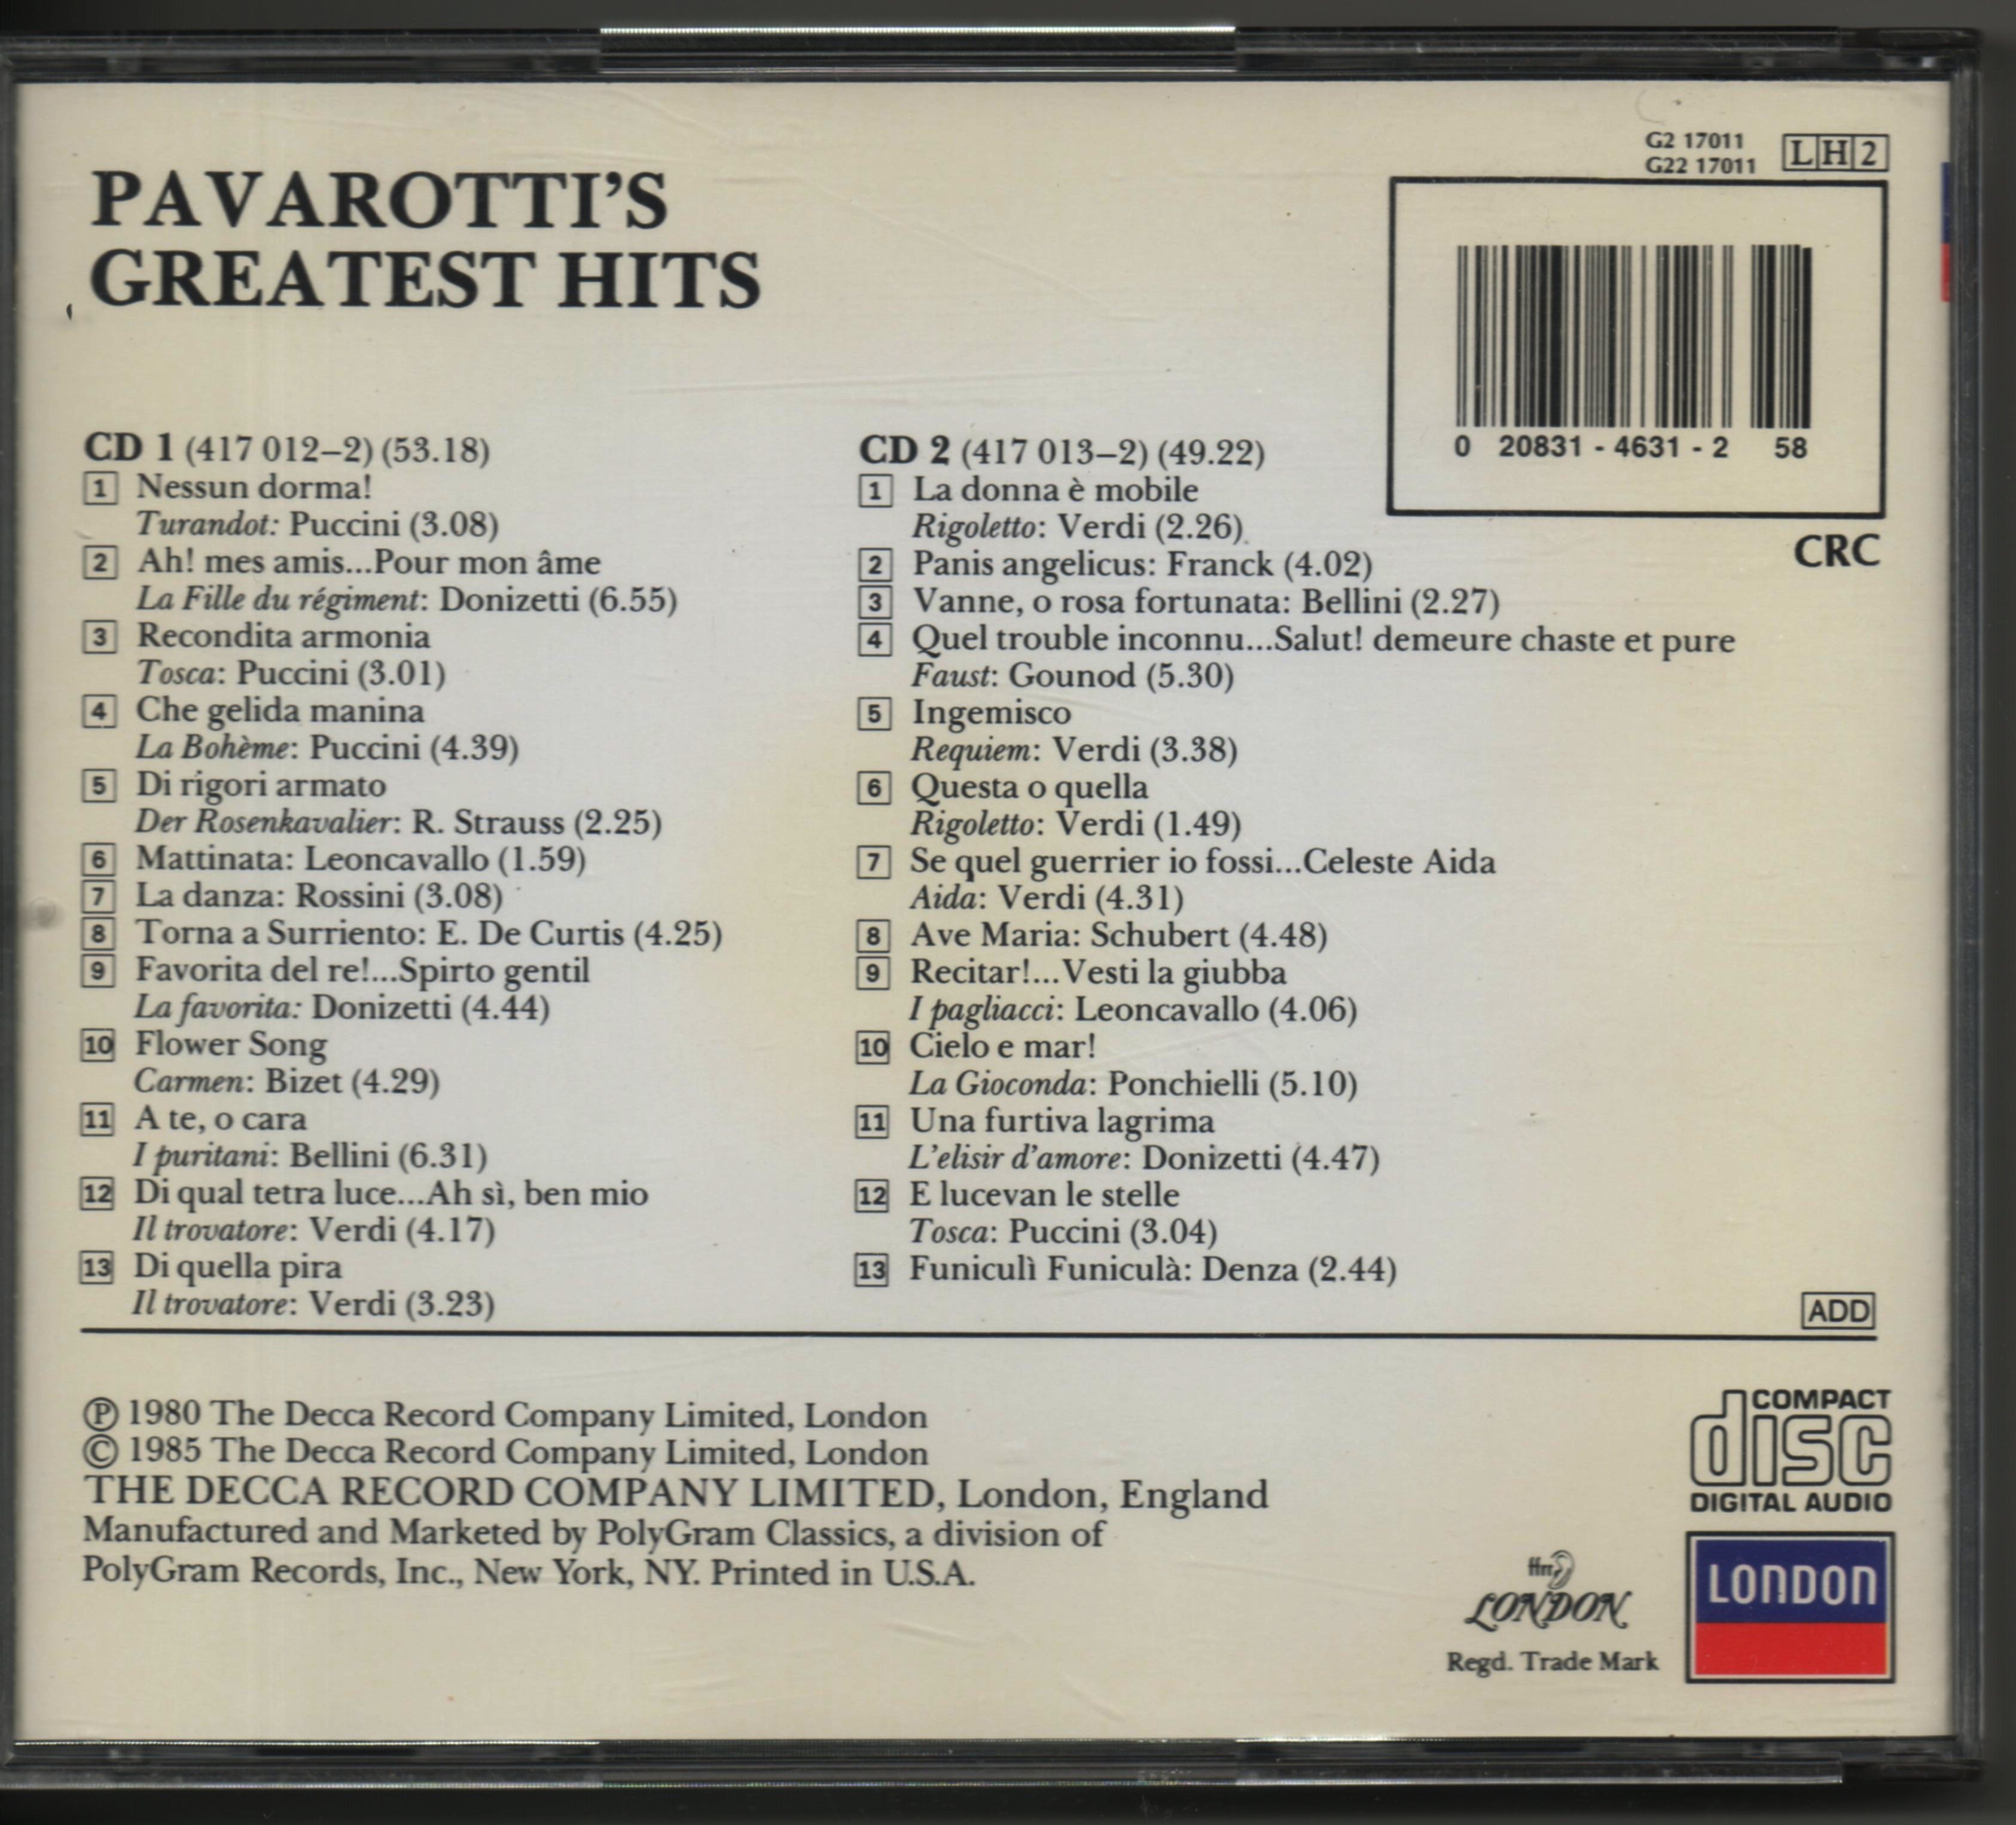 PAVAROTTI'S
GREATEST HITS
G2 17011
G22 17011
L H 2
0 20831 - 4631 - 2 58
CRC
CD 1 (417 012–2) (53.18)
1 Nessun dorma!
Turandot: Puccini (3.08)
2 Ah! mes amis...Pour mon âme
La Fille du régiment: Donizetti (6.55)
3 Recondita armonia
Tosca: Puccini (3.01)
4 Che gelida manina
La Bohème: Puccini (4.39)
5 Di rigori armato
Der Rosenkavalier: R. Strauss (2.25)
6 Mattinata: Leoncavallo (1.59)
7 La danza: Rossini (3.08)
8 Torna a Surriento: E. De Curtis (4.25)
9 Favorita del re!...Spirto gentil
La favorita: Donizetti (4.44)
10 Flower Song
Carmen: Bizet (4.29)
11 A te, o cara
I puritani: Bellini (6.31)
12 Di qual tetra luce...Ah sì, ben mio
Il trovatore: Verdi (4.17)
13 Di quella pira
Il trovatore: Verdi (3.23)
CD 2 (417 013–2) (49.22)
1 La donna è mobile
Rigoletto: Verdi (2.26)
2 Panis angelicus: Franck (4.02)
3 Vanne, o rosa fortunata: Bellini (2.27)
4 Quel trouble inconnu...Salut! demeure chaste et pure
Faust: Gounod (5.30)
5 Ingemisco
Requiem: Verdi (3.38)
6 Questa o quella
Rigoletto: Verdi (1.49)
7 Se quel guerrier io fossi...Celeste Aida
Aida: Verdi (4.31)
8 Ave Maria: Schubert (4.48)
9 Recitar!...Vesti la giubba
I pagliacci: Leoncavallo (4.06)
10 Cielo e mar!
La Gioconda: Ponchielli (5.10)
11 Una furtiva lagrima
L'elisir d'amore: Donizetti (4.47)
12 E lucevan le stelle
Tosca: Puccini (3.04)
13 Funiculì Funiculà: Denza (2.44)
ADD
℗ 1980 The Decca Record Company Limited, London
© 1985 The Decca Record Company Limited, London
THE DECCA RECORD COMPANY LIMITED, London, England
Manufactured and Marketed by PolyGram Classics, a division of
PolyGram Records, Inc., New York, NY. Printed in U.S.A.
COMPACT
disc
DIGITAL AUDIO
ffrr
LONDON
Regd. Trade Mark
LONDON